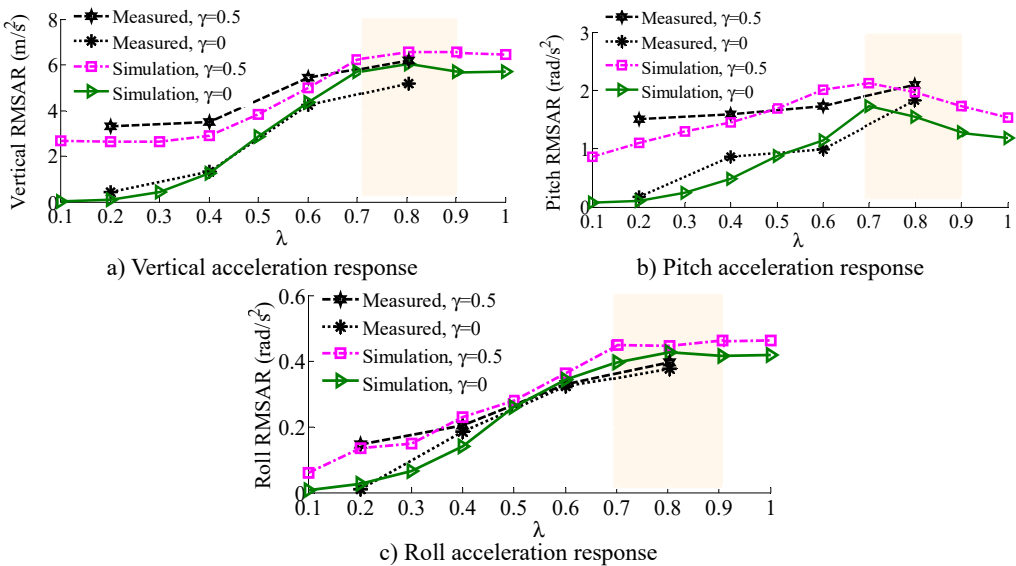 Vertical RMSAR (m/s²)
8
6
4
2
0
Measured, γ=0.5
Measured, γ=0
Simulation, γ=0.5
Simulation, γ=0
0.1 0.2 0.3 0.4 0.5 0.6 0.7 0.8 0.9 1
λ
a) Vertical acceleration response
Pitch RMSAR (rad/s²)
3
2
1
0
Measured, γ=0.5
Measured, γ=0
Simulation, γ=0.5
Simulation, γ=0
0.1 0.2 0.3 0.4 0.5 0.6 0.7 0.8 0.9 1
λ
b) Pitch acceleration response
Roll RMSAR (rad/s²)
0.6
0.4
0.2
0
Measured, γ=0.5
Measured, γ=0
Simulation, γ=0.5
Simulation, γ=0
0.1 0.2 0.3 0.4 0.5 0.6 0.7 0.8 0.9 1
λ
c) Roll acceleration response